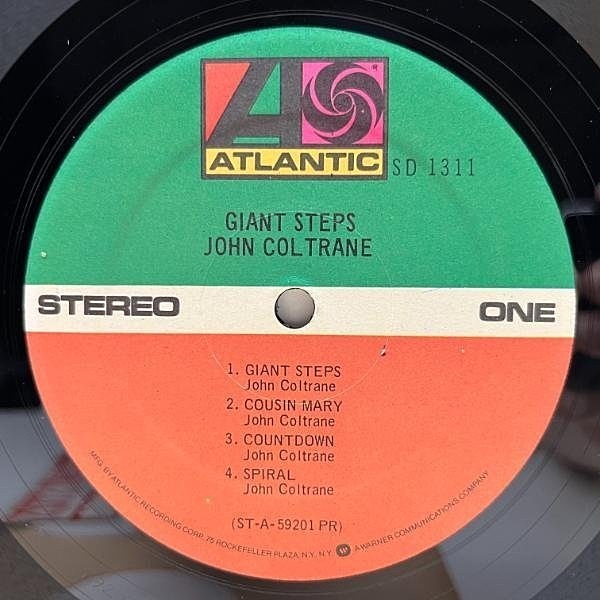 ATLANTIC
SD 1311
GIANT STEPS
JOHN COLTRANE
STEREO
ONE
1. GIANT STEPS
John Coltrane
2. COUSIN MARY
John Coltrane
3. COUNTDOWN
John Coltrane
4. SPIRAL
John Coltrane
(ST-A-59201 PR)
MFG. BY ATLANTIC RECORDING CORP. 75 ROCKEFELLER PLAZA, N.Y. N.Y. A WARNER COMMUNICATIONS COMPANY